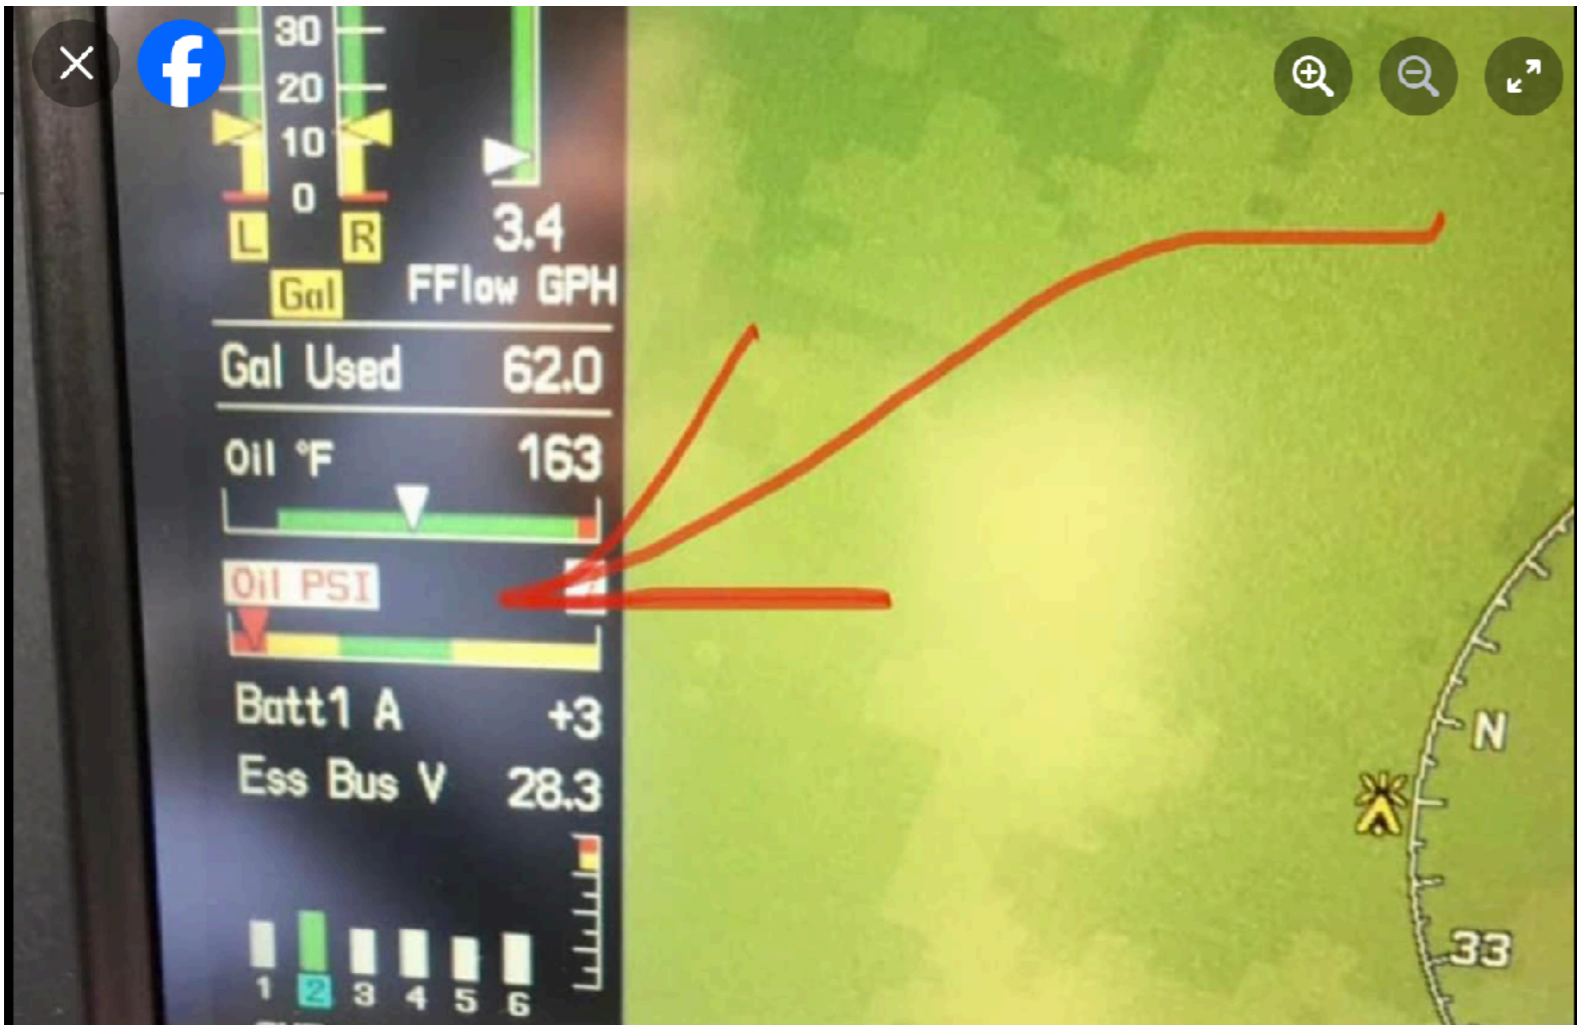 30
20
10
0
L R
3.4
Gal
FFlow GPH
Gal Used 62.0
Oil °F 163
Oil PSI
Batt1 A +3
Ess Bus V 28.3
N
33
1 2 3 4 5 6